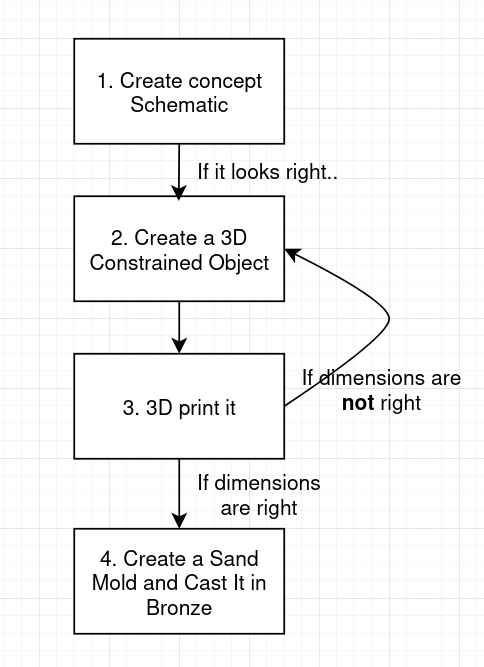 1. Create concept
Schematic
If it looks right..
2. Create a 3D
Constrained Object
If dimensions are
not right
3. 3D print it
If dimensions
are right
4. Create a Sand
Mold and Cast It in
Bronze